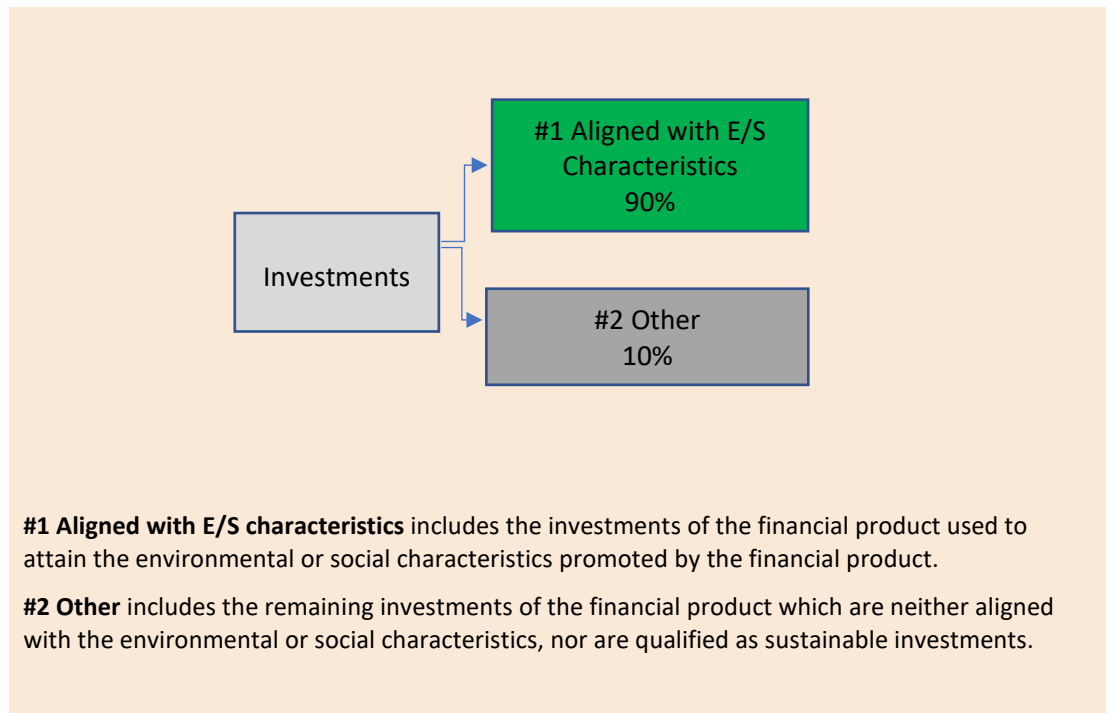 #1 Aligned with E/S
Characteristics
90%
Investments
#2 Other
10%
#1 Aligned with E/S characteristics includes the investments of the financial product used to
attain the environmental or social characteristics promoted by the financial product.
#2 Other includes the remaining investments of the financial product which are neither aligned
with the environmental or social characteristics, nor are qualified as sustainable investments.